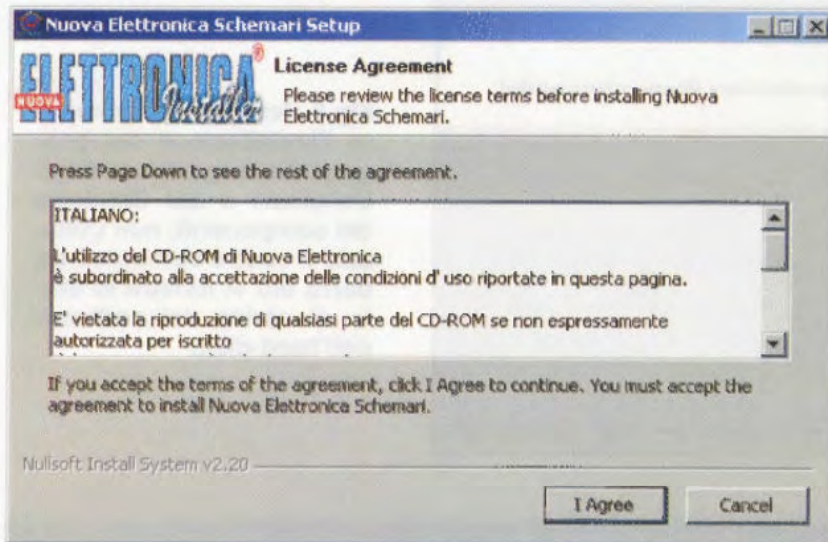 Nuova Elettronica Schemari Setup
NUOVA ELETTRONICA®
Installer
License Agreement
Please review the license terms before installing Nuova
Elettronica Schemari.
Press Page Down to see the rest of the agreement.
ITALIANO:
L'utilizzo del CD-ROM di Nuova Elettronica
è subordinato alla accettazione delle condizioni d' uso riportate in questa pagina.
E' vietata la riproduzione di qualsiasi parte del CD-ROM se non espressamente
autorizzata per iscritto
If you accept the terms of the agreement, click I Agree to continue. You must accept the
agreement to install Nuova Elettronica Schemari.
Nullsoft Install System v2.20
I Agree
Cancel